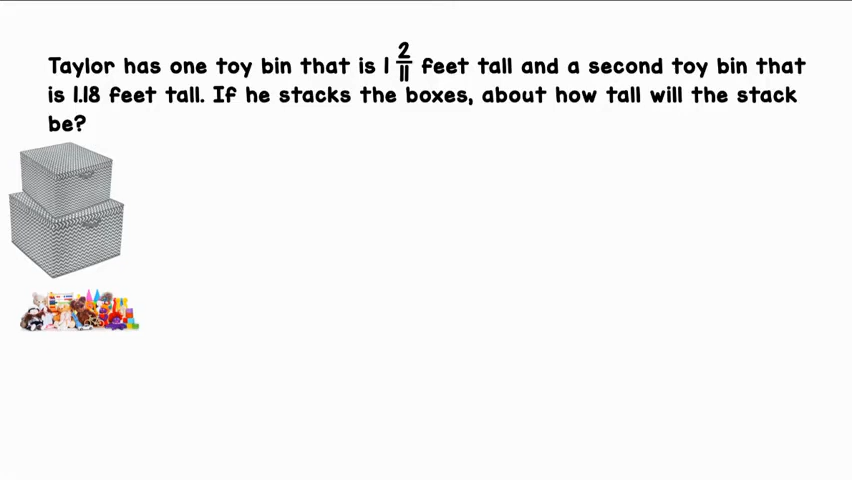 Taylor has one toy bin that is 1 2/11 feet tall and a second toy bin that
is 1.18 feet tall. If he stacks the boxes, about how tall will the stack
be?